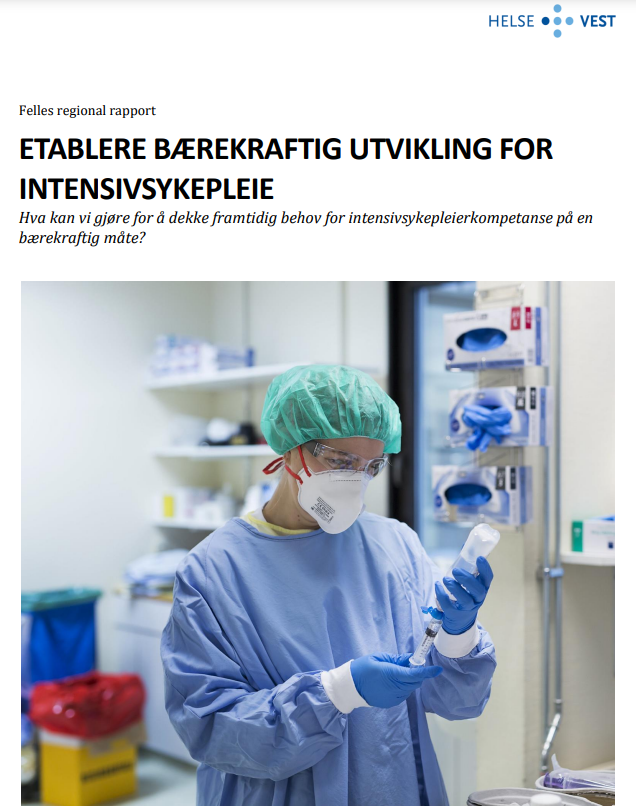 HELSE VEST
Felles regional rapport
ETABLERE BÆREKRAFTIG UTVIKLING FOR
INTENSIVSYKEPLEIE
Hva kan vi gjøre for å dekke framtidig behov for intensivsykepleierkompetanse på en
bærekraftig måte?